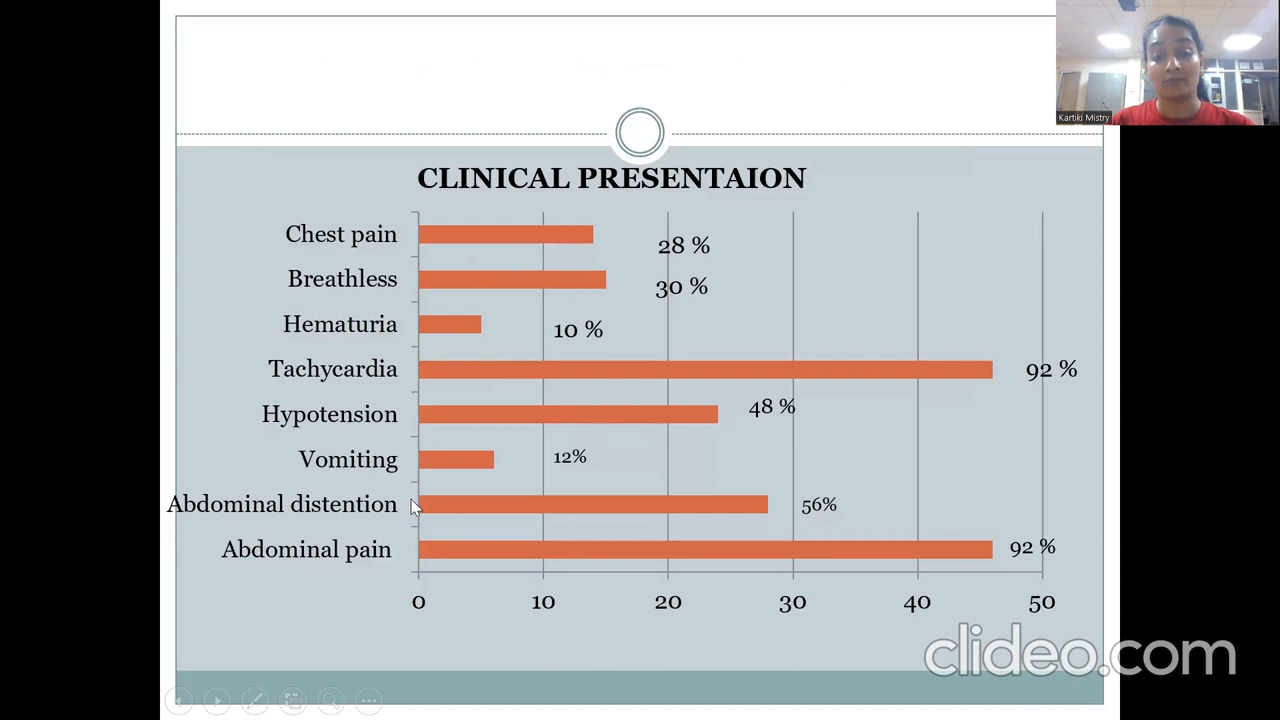 Kartiki Mistry
CLINICAL PRESENTAION
Chest pain 28 %
Breathless 30 %
Hematuria 10 %
Tachycardia 92 %
Hypotension 48 %
Vomiting 12%
Abdominal distention 56%
Abdominal pain 92 %
0 10 20 30 40 50
clideo.com